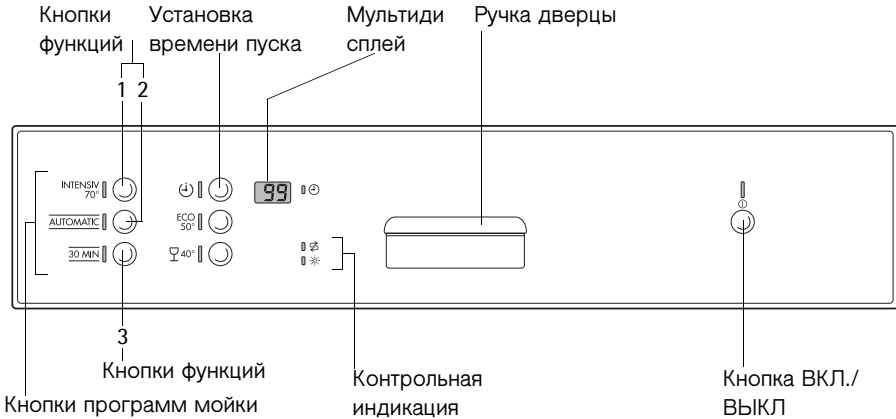 Кнопки функций
Установка времени пуска
Мультиди
сплей
Ручка дверцы
1 2
INTENSIV
70°
99
AUTOMATIC
ECO
50°
30 MIN
40°
3
Кнопки функций
Кнопки программ мойки
Контрольная
индикация
Кнопка ВКЛ./
ВЫКЛ